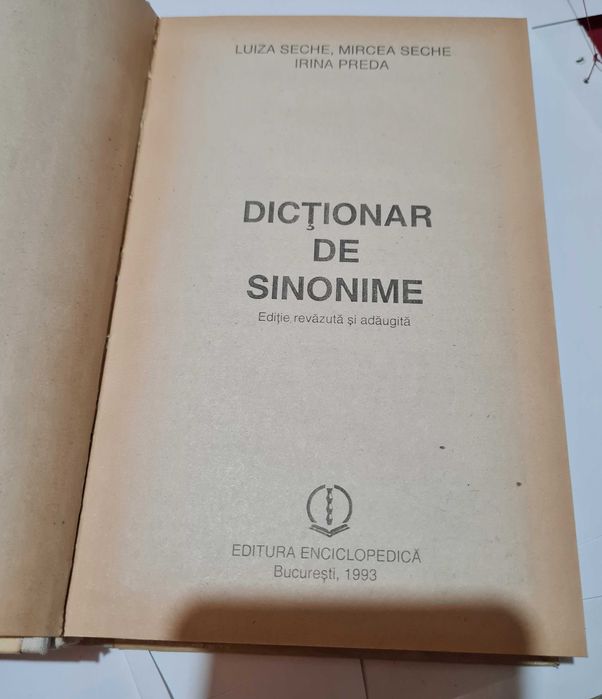 LUIZA SECHE, MIRCEA SECHE
IRINA PREDA
DICŢIONAR
DE
SINONIME
Ediţie revăzută şi adăugită
EDITURA ENCICLOPEDICĂ
Bucureşti, 1993